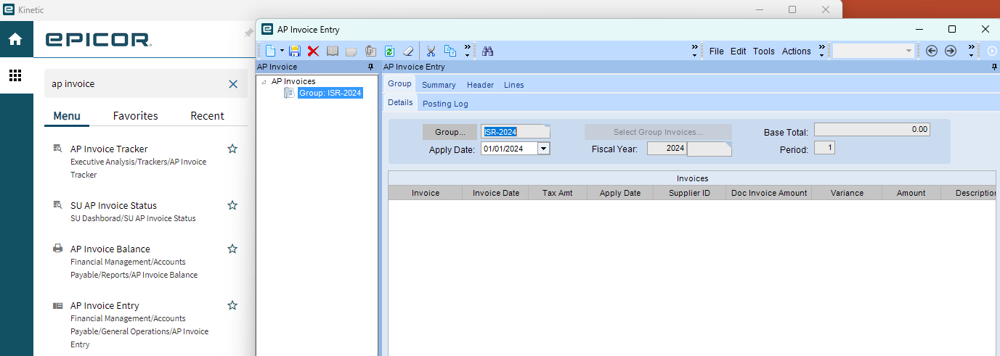 Kinetic
EPICOR
ap invoice
Menu Favorites Recent
AP Invoice Tracker
Executive Analysis/Trackers/AP Invoice
Tracker
SU AP Invoice Status
SU Dashborad/SU AP Invoice Status
AP Invoice Balance
Financial Management/Accounts
Payable/Reports/AP Invoice Balance
AP Invoice Entry
Financial Management/Accounts
Payable/General Operations/AP Invoice
Entry
AP Invoice Entry
File Edit Tools Actions
AP Invoice
AP Invoices
Group: ISR-2024
AP Invoice Entry
Group Summary Header Lines
Details Posting Log
Group... ISR-2024 Select Group Invoices... Base Total: 0.00
Apply Date: 01/01/2024 Fiscal Year: 2024 Period: 1
Invoices
Invoice Invoice Date Tax Amt Apply Date Supplier ID Doc Invoice Amount Variance Amount Description